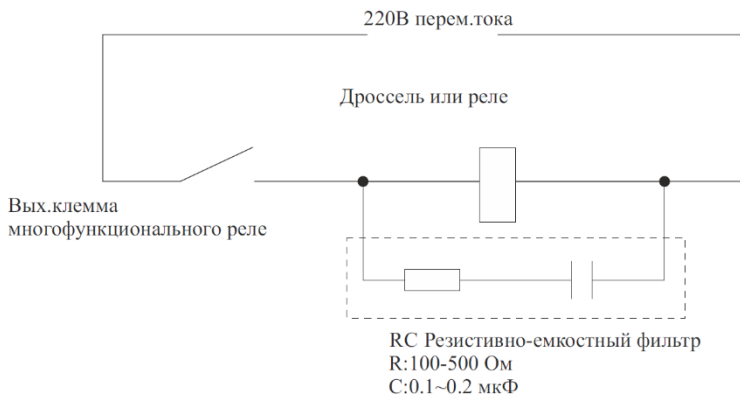 220В перем.тока
Дроссель или реле
Вых.клемма
многофункционального реле
RC Резистивно-емкостный фильтр
R:100-500 Ом
C:0.1~0.2 мкФ